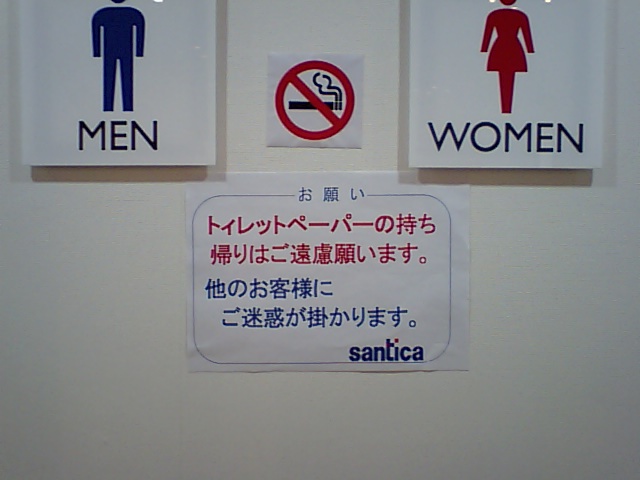 MEN
WOMEN
お願い
トイレットペーパーの持ち
帰りはご遠慮願います。
他のお客様に
ご迷惑が掛かります。
santica